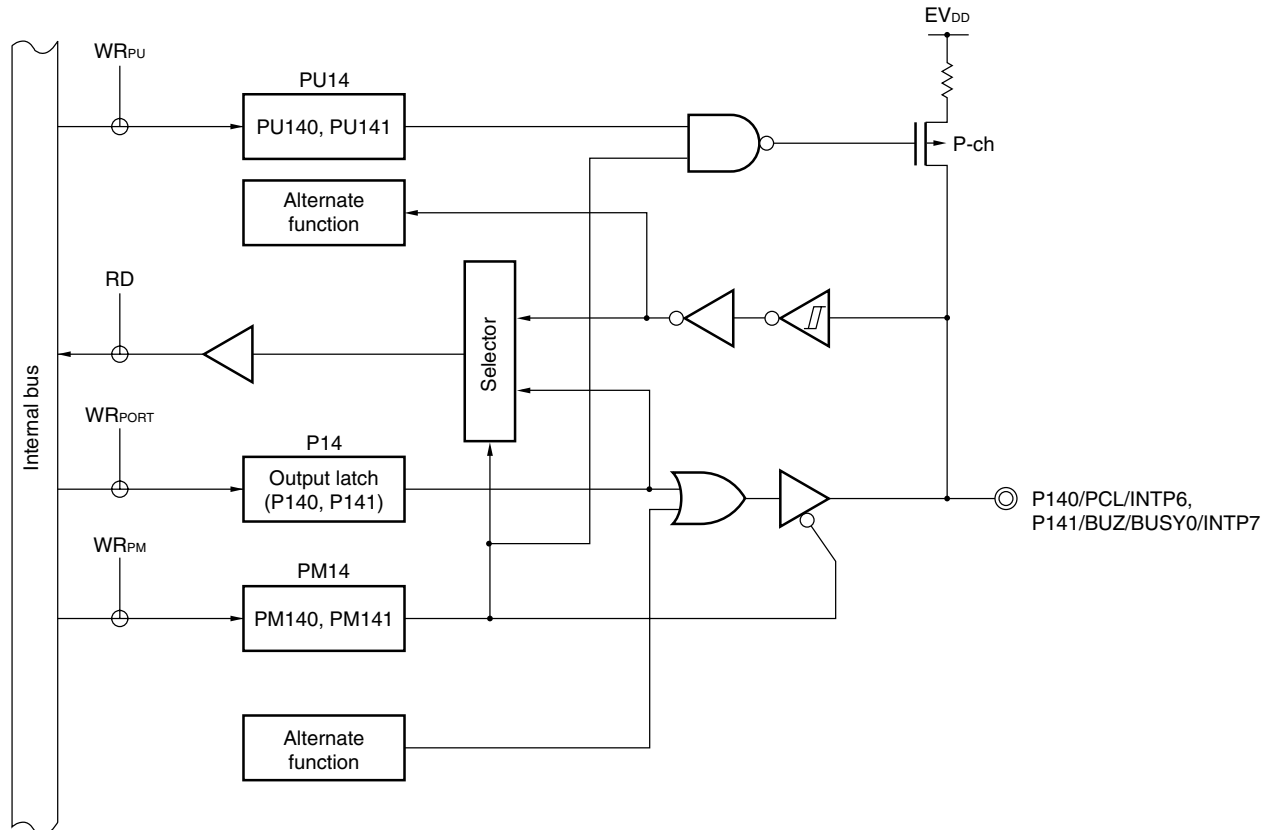 EVDD
WRPU
PU14
PU140, PU141
P-ch
Alternate
function
RD
Selector
Internal bus
WRPORT
P14
Output latch
(P140, P141)
P140/PCL/INTP6,
P141/BUZ/BUSY0/INTP7
WRPM
PM14
PM140, PM141
Alternate
function